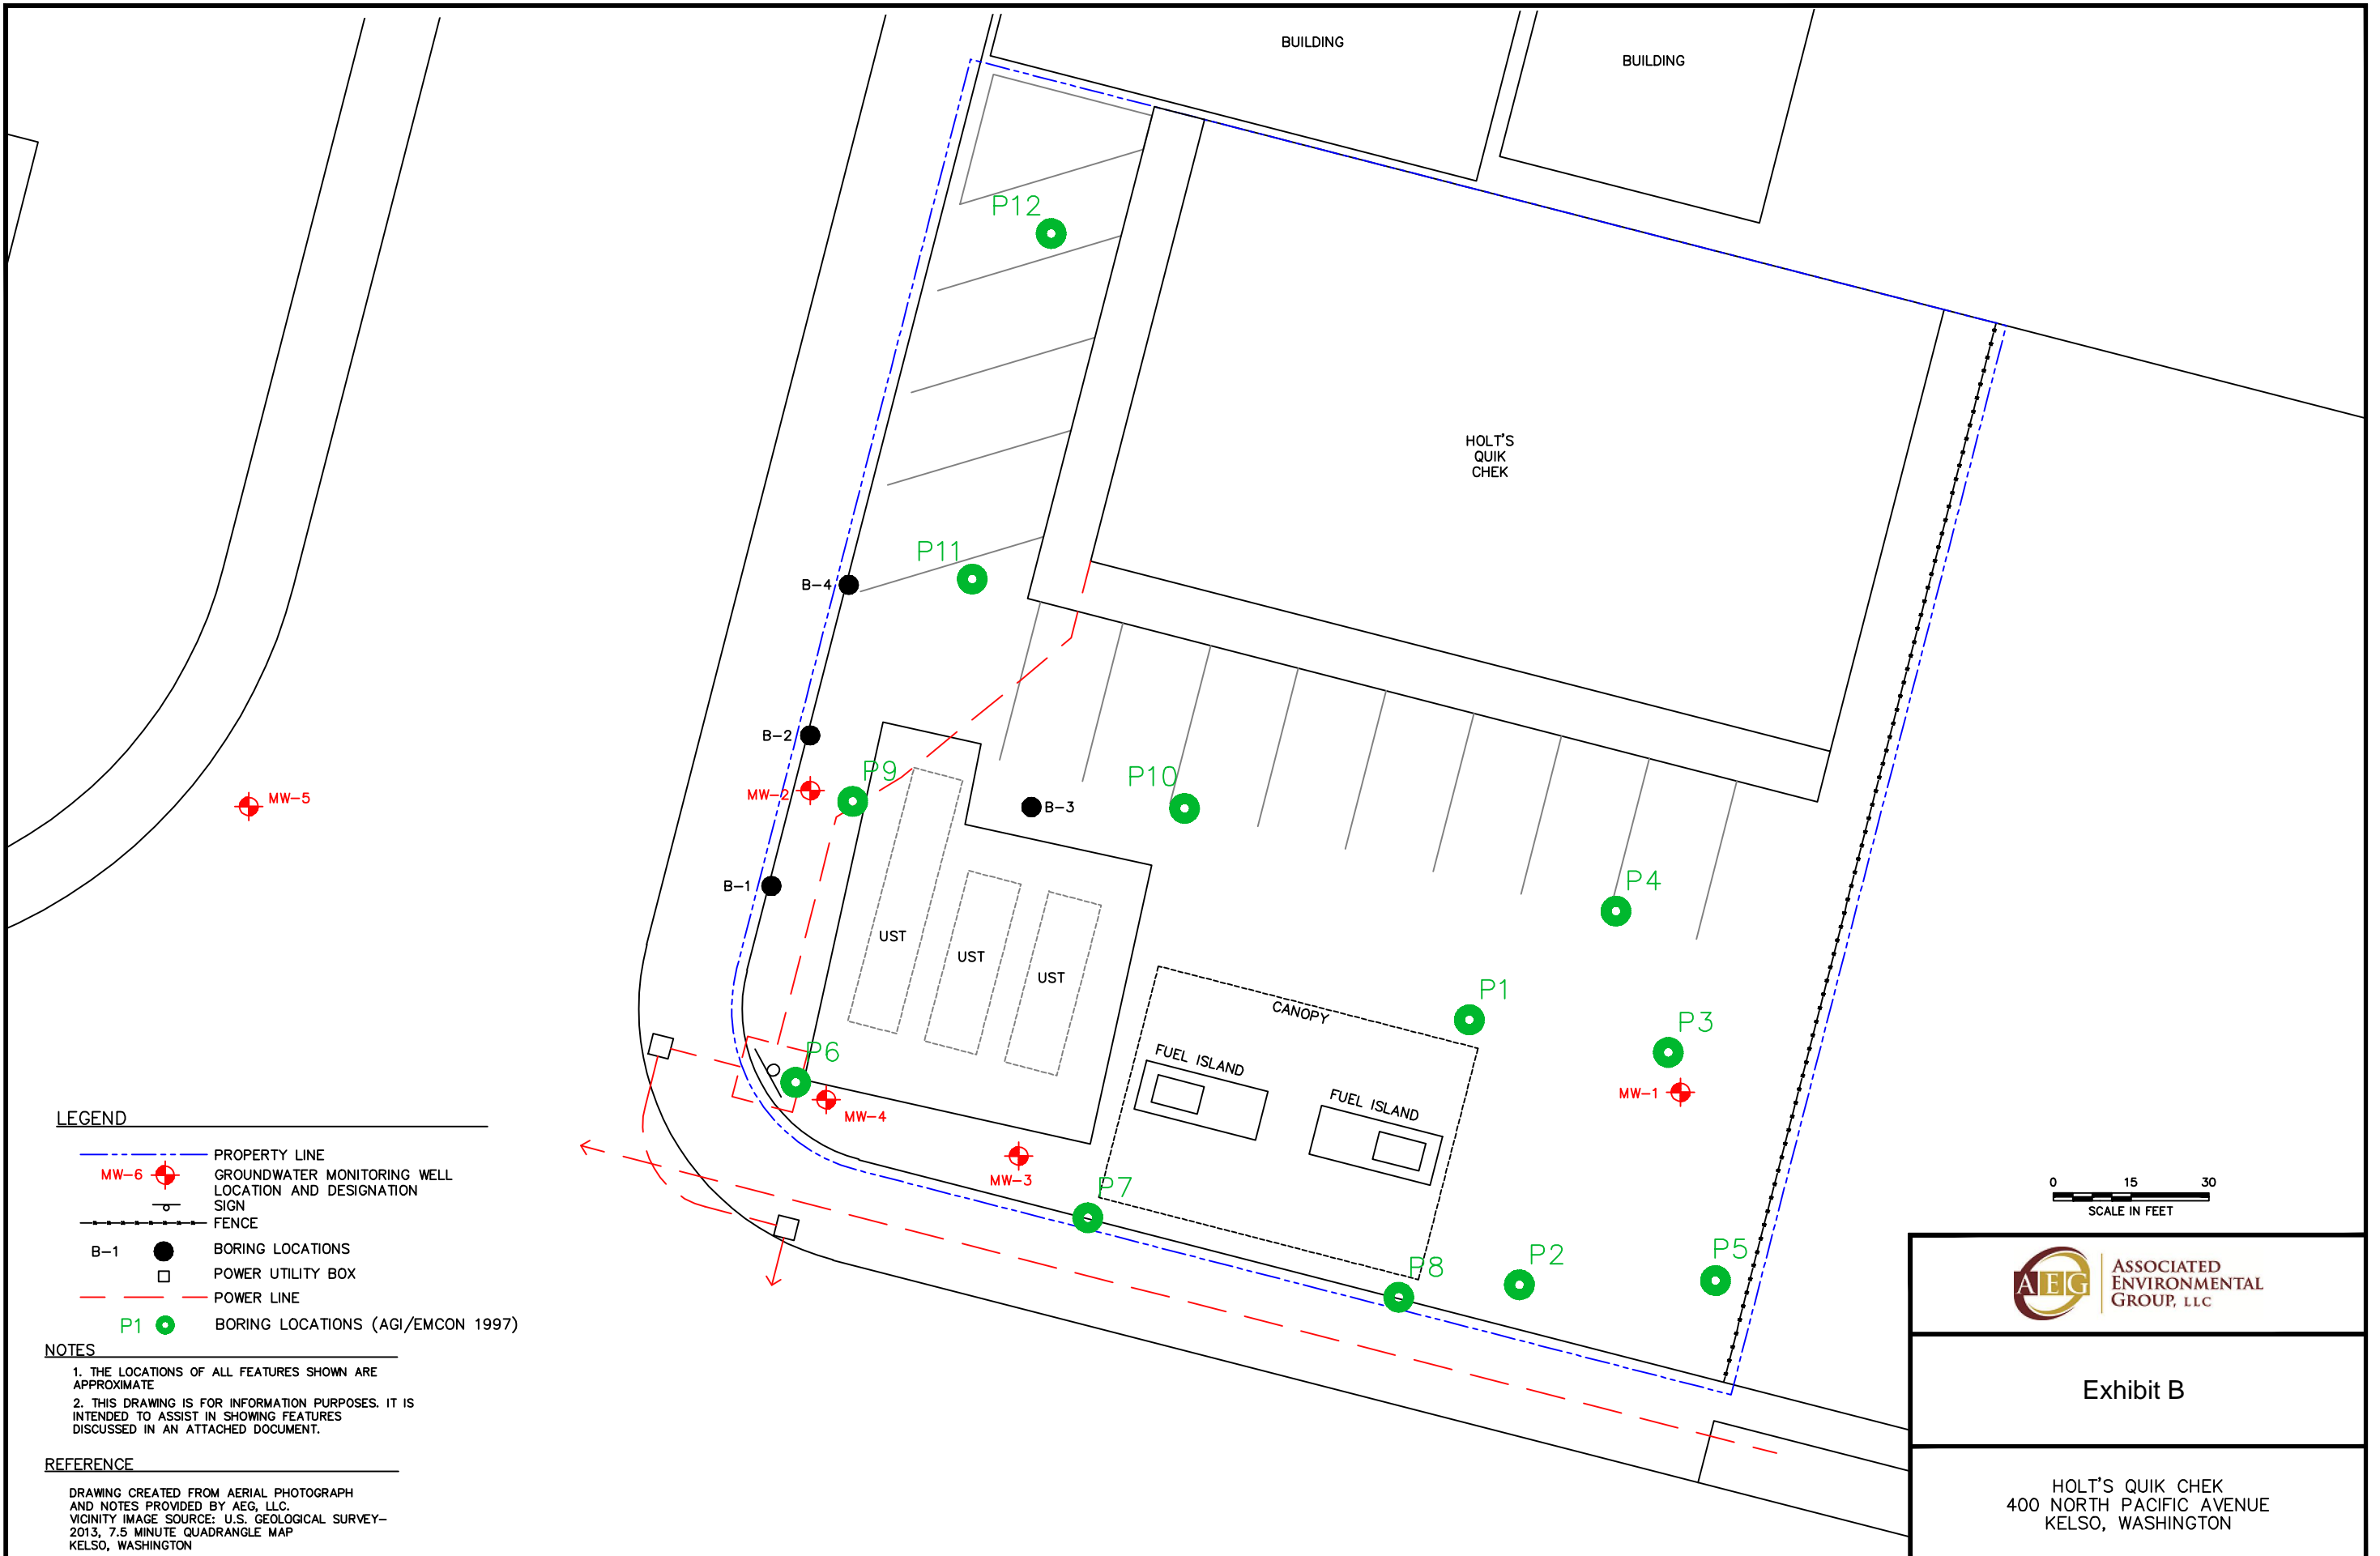 BUILDING
BUILDING
P12
HOLT'S
QUIK
CHEK
P11
B-4
B-2
P9
MW-2
MW-5
B-3
P10
B-1
P4
UST
UST
UST
P1
CANOPY
P3
P6
FUEL ISLAND
FUEL ISLAND
MW-1
MW-4
MW-3
P7
P8
P2
P5
0 15 30
SCALE IN FEET
LEGEND
PROPERTY LINE
MW-6 GROUNDWATER MONITORING WELL
LOCATION AND DESIGNATION
SIGN
FENCE
B-1 BORING LOCATIONS
POWER UTILITY BOX
POWER LINE
P1 BORING LOCATIONS (AGI/EMCON 1997)
NOTES
1. THE LOCATIONS OF ALL FEATURES SHOWN ARE
APPROXIMATE
2. THIS DRAWING IS FOR INFORMATION PURPOSES. IT IS
INTENDED TO ASSIST IN SHOWING FEATURES
DISCUSSED IN AN ATTACHED DOCUMENT.
REFERENCE
DRAWING CREATED FROM AERIAL PHOTOGRAPH
AND NOTES PROVIDED BY AEG, LLC.
VICINITY IMAGE SOURCE: U.S. GEOLOGICAL SURVEY-
2013, 7.5 MINUTE QUADRANGLE MAP
KELSO, WASHINGTON
AEG
ASSOCIATED
ENVIRONMENTAL
GROUP, LLC
Exhibit B
HOLT'S QUIK CHEK
400 NORTH PACIFIC AVENUE
KELSO, WASHINGTON